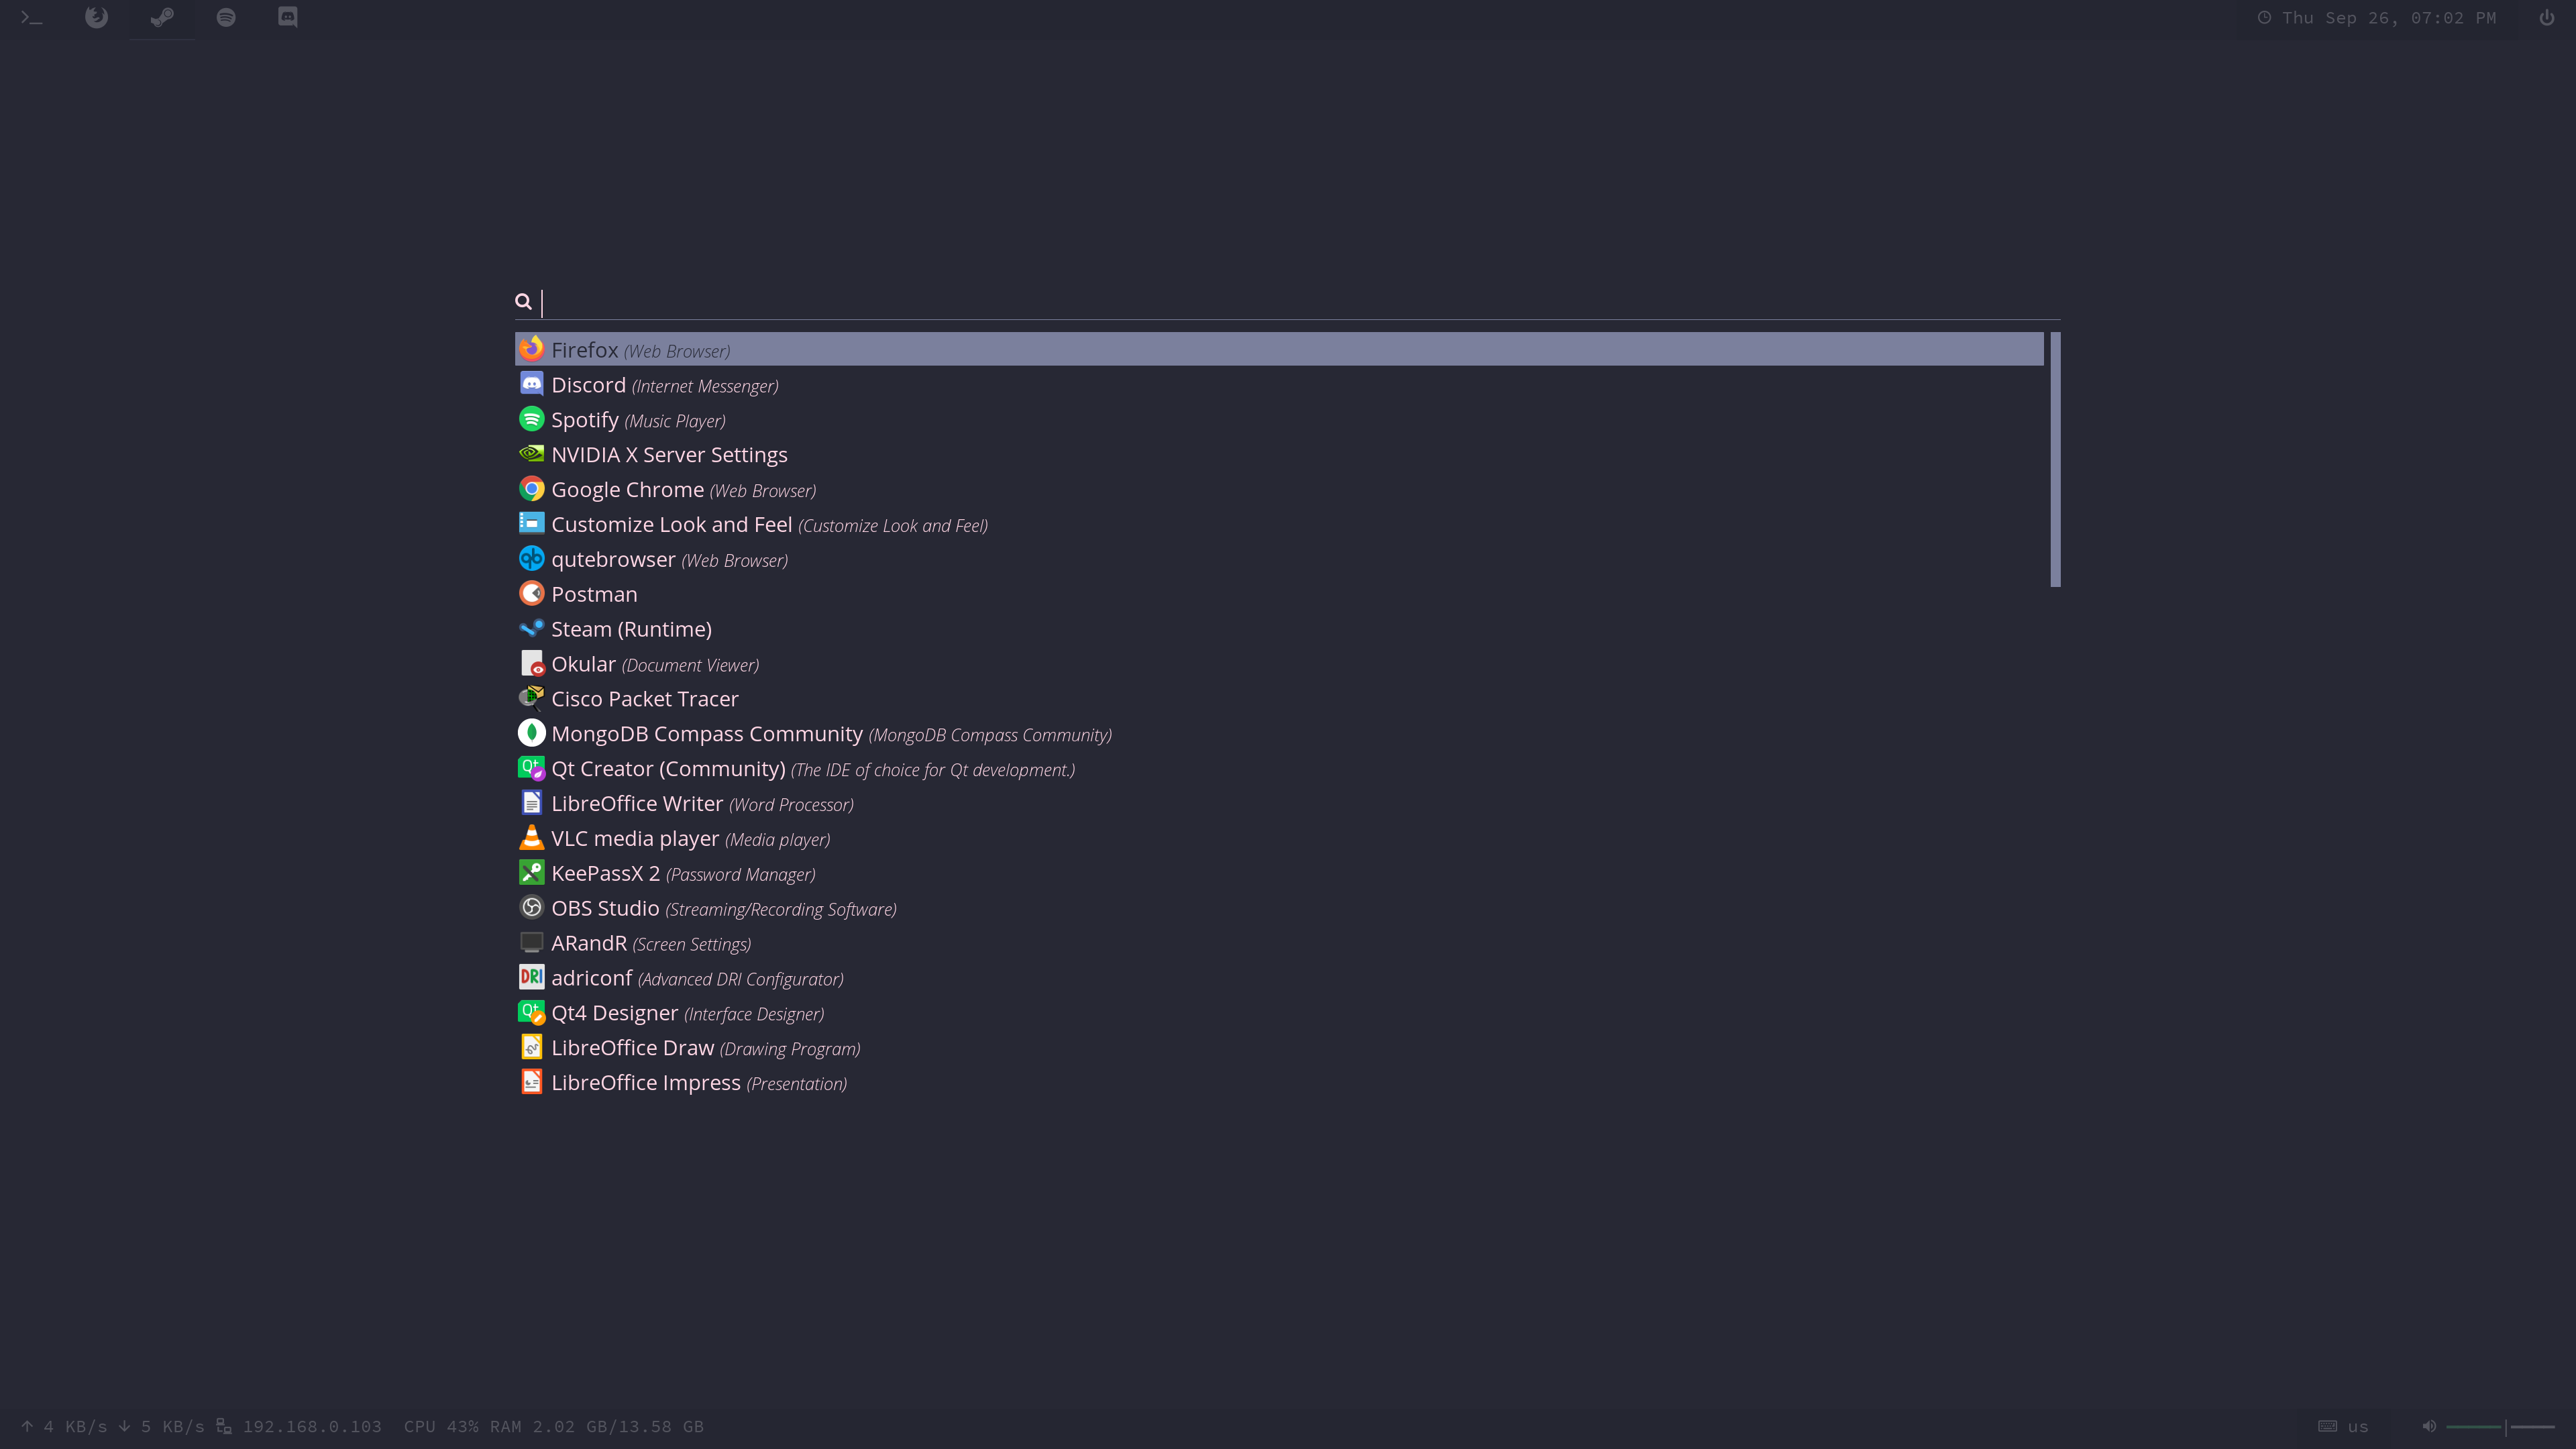 Thu Sep 26, 07:02 PM
Firefox (Web Browser)
Discord (Internet Messenger)
Spotify (Music Player)
NVIDIA X Server Settings
Google Chrome (Web Browser)
Customize Look and Feel (Customize Look and Feel)
qutebrowser (Web Browser)
Postman
Steam (Runtime)
Okular (Document Viewer)
Cisco Packet Tracer
MongoDB Compass Community (MongoDB Compass Community)
Qt Creator (Community) (The IDE of choice for Qt development.)
LibreOffice Writer (Word Processor)
VLC media player (Media player)
KeePassX 2 (Password Manager)
OBS Studio (Streaming/Recording Software)
ARandR (Screen Settings)
adriconf (Advanced DRI Configurator)
Qt4 Designer (Interface Designer)
LibreOffice Draw (Drawing Program)
LibreOffice Impress (Presentation)
↑ 4 KB/s ↓ 5 KB/s 192.168.0.103 CPU 43% RAM 2.02 GB/13.58 GB us